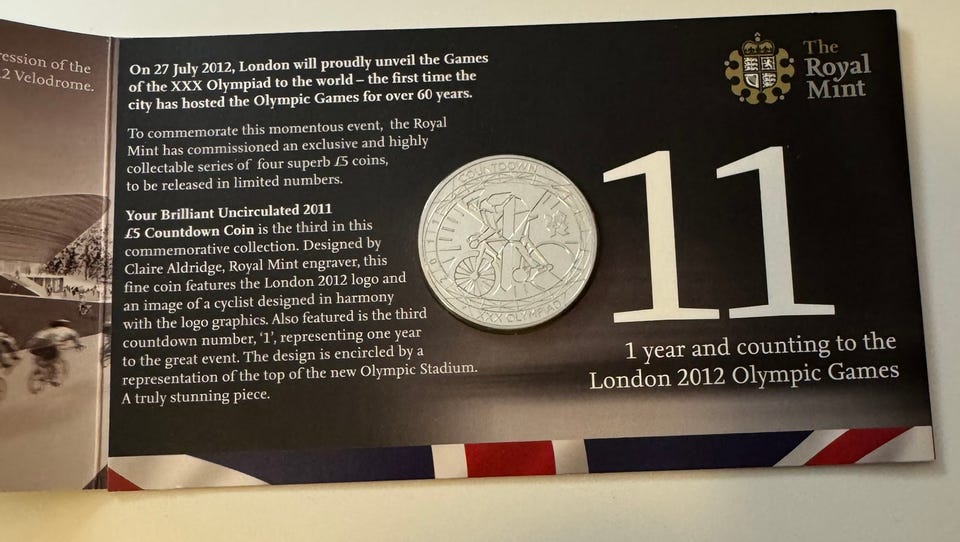 ression of the
2 Velodrome.
On 27 July 2012, London will proudly unveil the Games
of the XXX Olympiad to the world – the first time the
city has hosted the Olympic Games for over 60 years.
To commemorate this momentous event, the Royal
Mint has commissioned an exclusive and highly
collectable series of four superb £5 coins,
to be released in limited numbers.
Your Brilliant Uncirculated 2011
£5 Countdown Coin is the third in this
commemorative collection. Designed by
Claire Aldridge, Royal Mint engraver, this
fine coin features the London 2012 logo and
an image of a cyclist designed in harmony
with the logo graphics. Also featured is the third
countdown number, ‘1’, representing one year
to the great event. The design is encircled by a
representation of the top of the new Olympic Stadium.
A truly stunning piece.
COUNTDOWN
XXX OLYMPIAD
The
Royal
Mint
11
1 year and counting to the
London 2012 Olympic Games